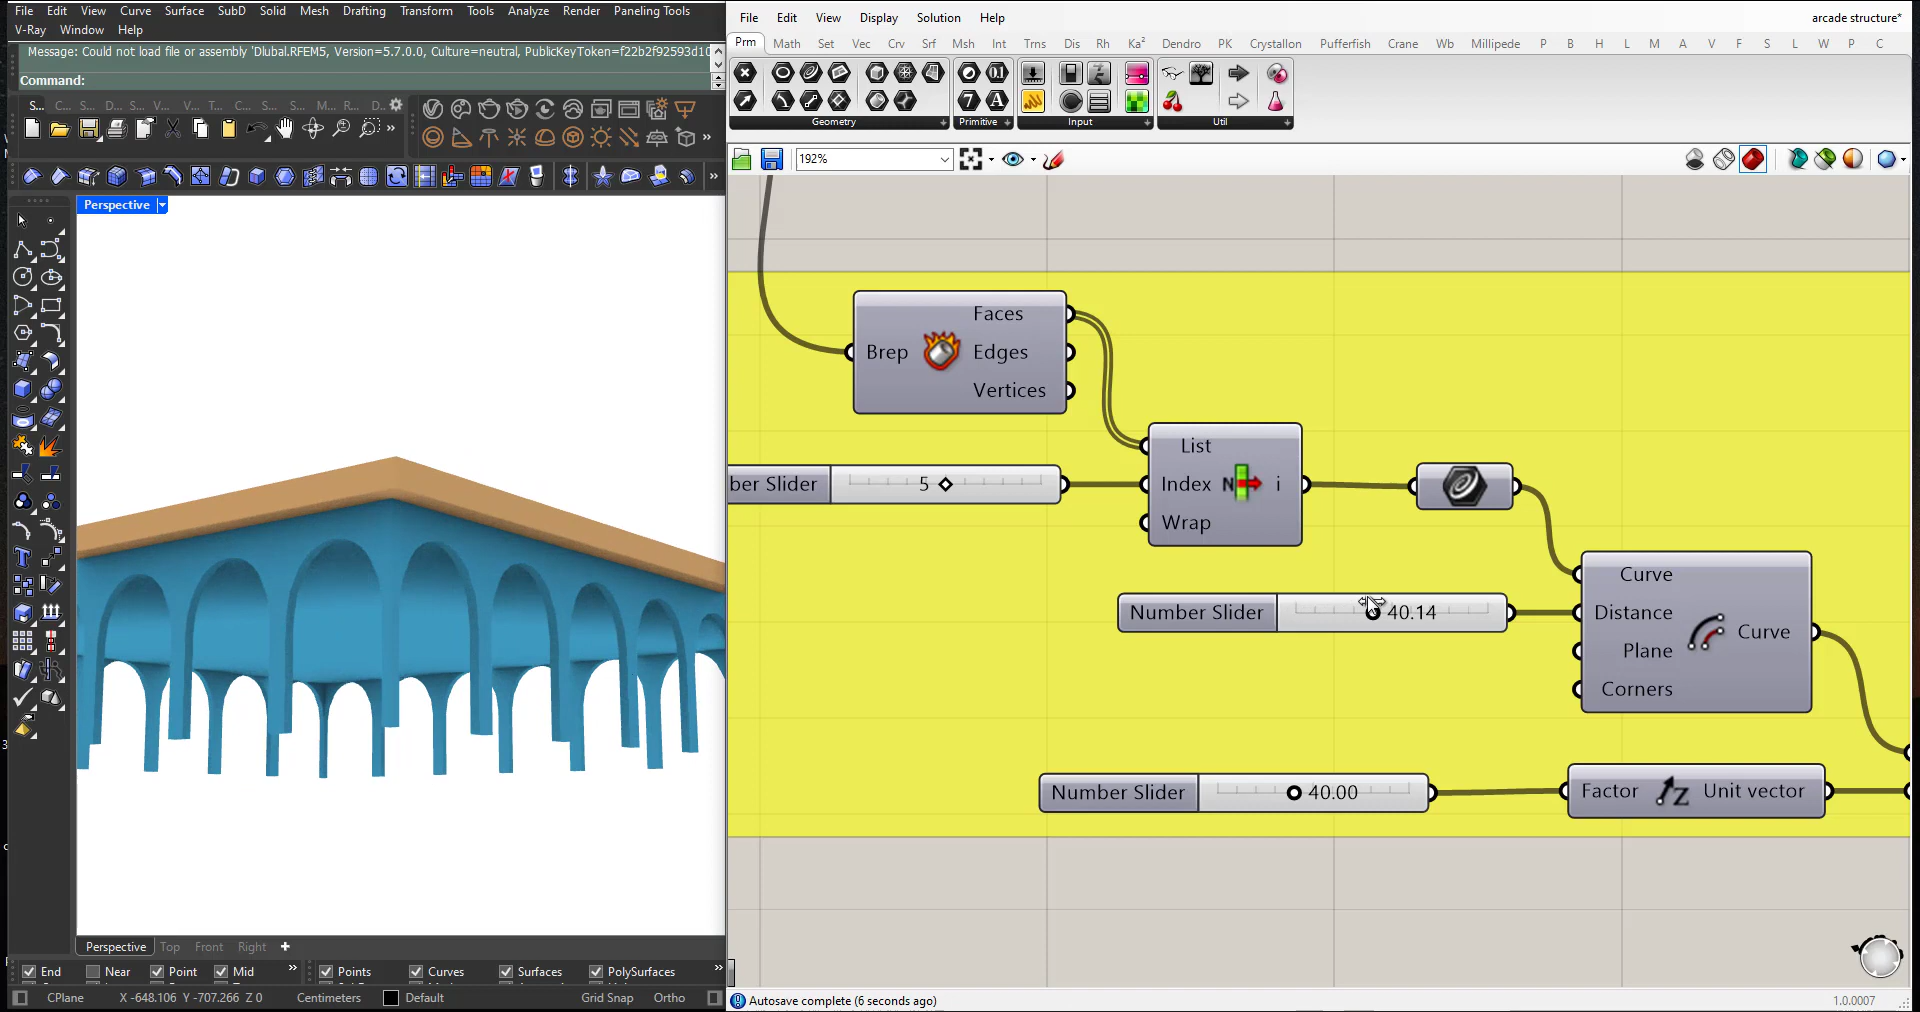 File Edit View Curve Surface SubD Solid Mesh Drafting Transform Tools Analyze Render Paneling Tools
V-Ray Window Help
Message: Could not load file or assembly 'Dlubal.RFEM5, Version=5.7.0.0, Culture=neutral, PublicKeyToken=f22b2f92593d1
Command:
S... C... S... D... S... V... V... T... C... S... S... M... R... D...
Perspective
Perspective Top Front Right
End Near Point Mid » Points Curves Surfaces PolySurfaces »
CPlane X -648.106 Y -707.266 Z 0 Centimeters Default Grid Snap Ortho
File Edit View Display Solution Help arcade structure*
Prm Math Set Vec Crv Srf Msh Int Trns Dis Rh Ka² Dendro PK Crystallon Pufferfish Crane Wb Millipede P B H L M A V F S L W P C
Geometry Primitive Input Util
192%
Brep Faces
Edges
Vertices
ber Slider 5
List
Index N i
Wrap
Number Slider 40.14
Curve
Distance
Plane
Corners
Curve
Number Slider 40.00
Factor Z Unit vector
Autosave complete (6 seconds ago) 1.0.0007